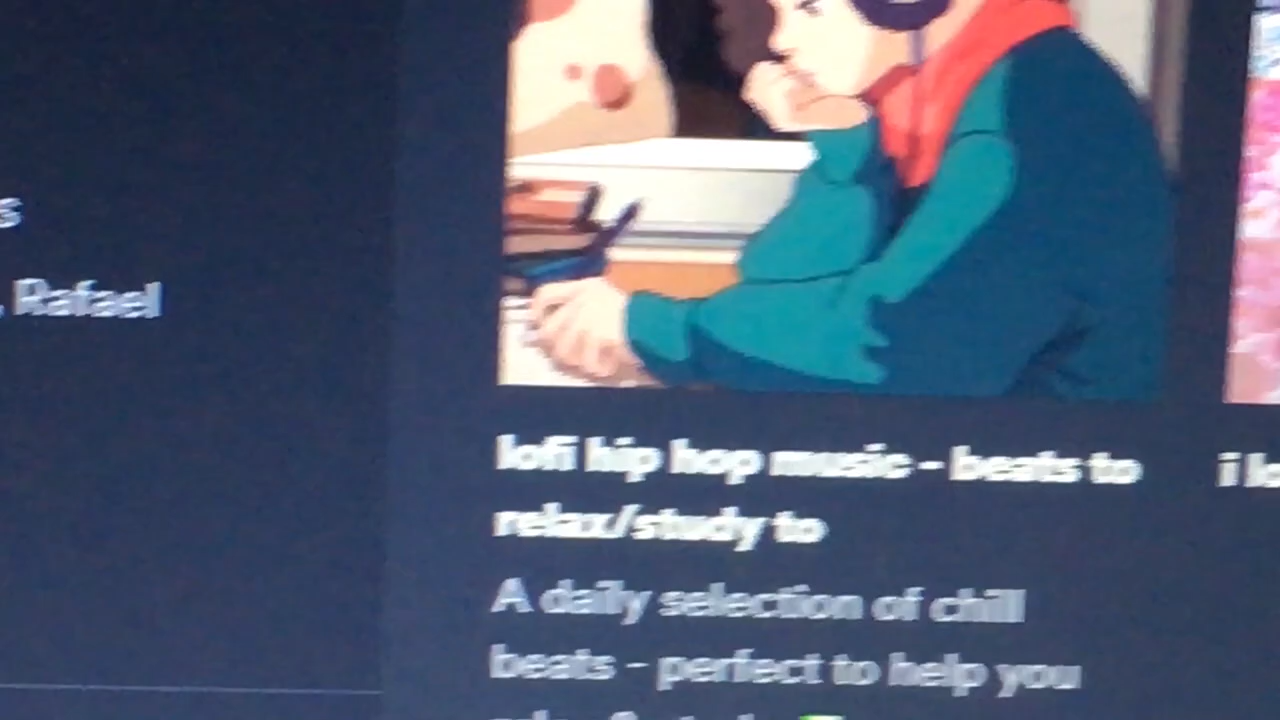 s
, Rafael
lofi hip hop music - beats to
relax/study to
A daily selection of chill
beats - perfect to help you
i lo